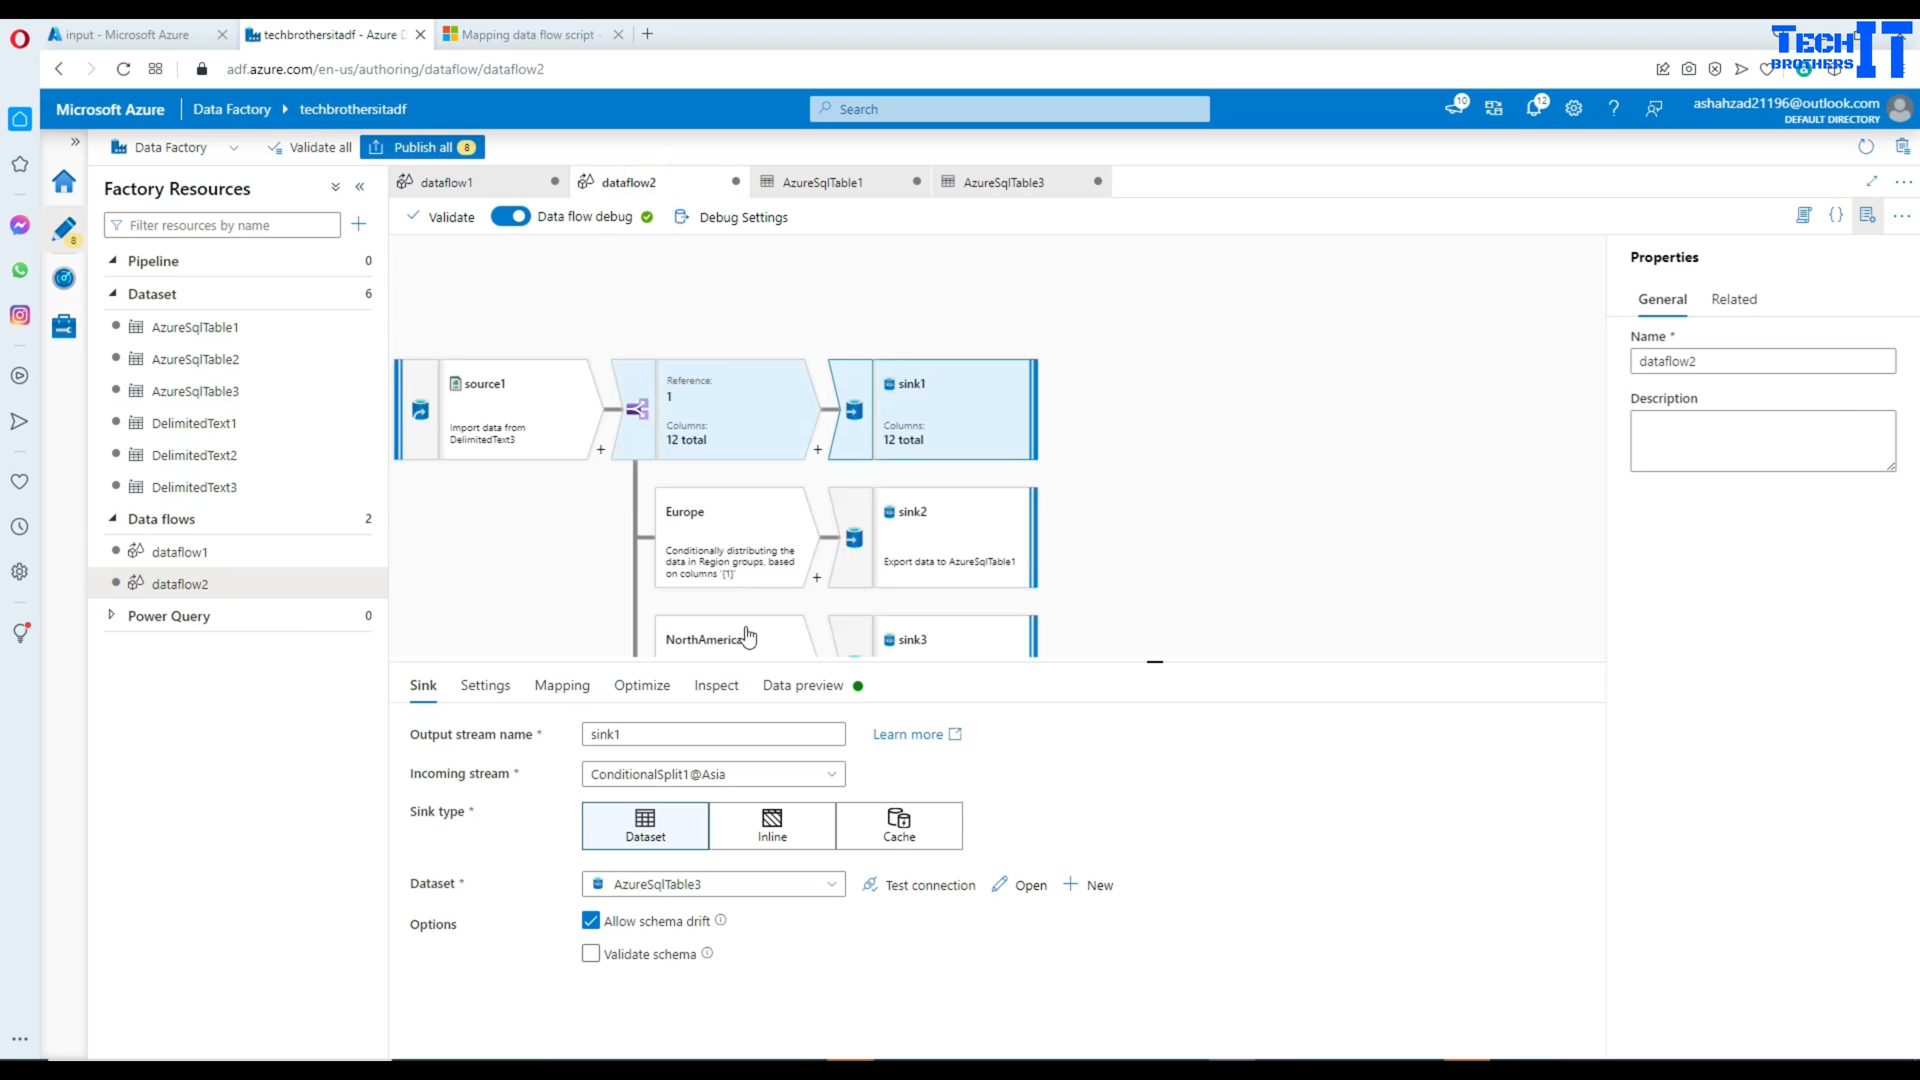 input - Microsoft Azure
techbrothersitadf - Azure D
Mapping data flow script -
TECH IT
BROTHERS
adf.azure.com/en-us/authoring/dataflow/dataflow2
Microsoft Azure
Data Factory
techbrothersitadf
Search
10
12
ashahzad21196@outlook.com
DEFAULT DIRECTORY
Data Factory
Validate all
Publish all
8
Factory Resources
dataflow1
dataflow2
AzureSqlTable1
AzureSqlTable3
Filter resources by name
8
Validate
Data flow debug
Debug Settings
Pipeline
0
Dataset
6
AzureSqlTable1
AzureSqlTable2
AzureSqlTable3
DelimitedText1
DelimitedText2
DelimitedText3
Data flows
2
dataflow1
dataflow2
Power Query
0
source1
Import data from
DelimitedText3
Reference:
1
Columns:
12 total
sink1
Columns:
12 total
Europe
Conditionally distributing the
data in Region groups, based
on columns '{1}'
sink2
Export data to AzureSqlTable1
NorthAmerica
sink3
Properties
General
Related
Name *
dataflow2
Description
Sink
Settings
Mapping
Optimize
Inspect
Data preview
Output stream name *
sink1
Learn more
Incoming stream *
ConditionalSplit1@Asia
Sink type *
Dataset
Inline
Cache
Dataset *
AzureSqlTable3
Test connection
Open
New
Options
Allow schema drift
Validate schema